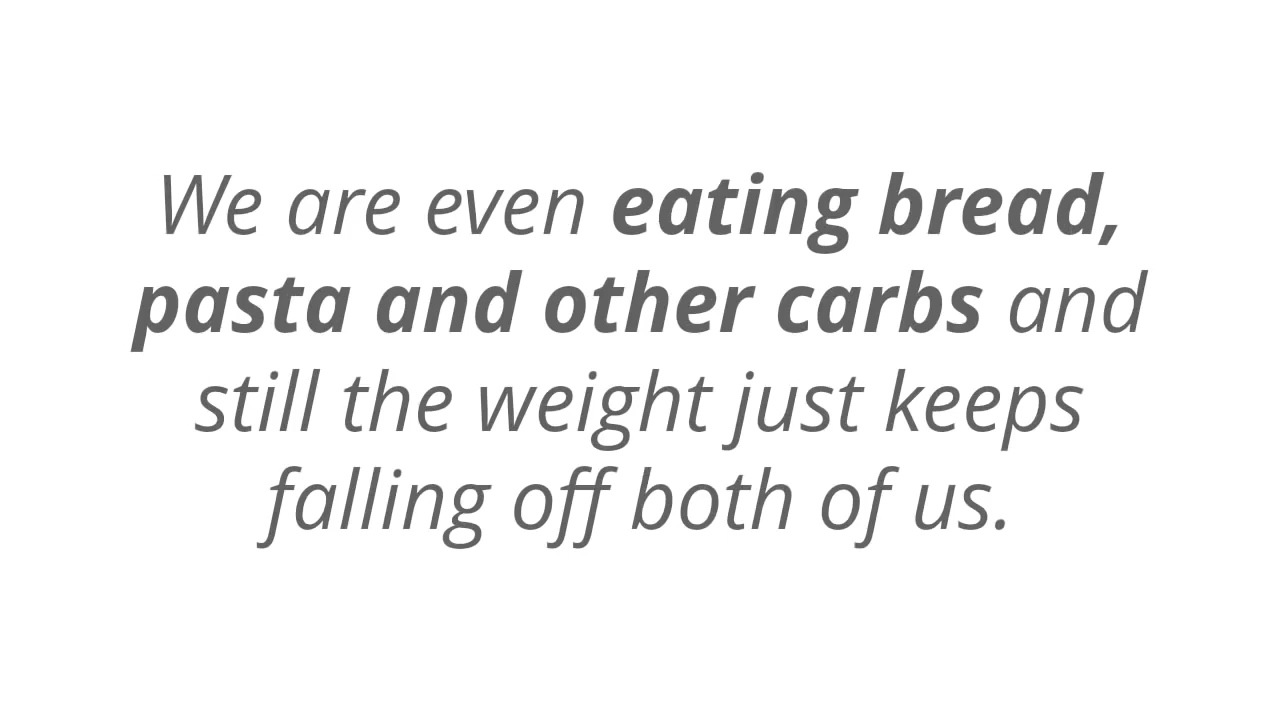 We are even eating bread,
pasta and other carbs and
still the weight just keeps
falling off both of us.